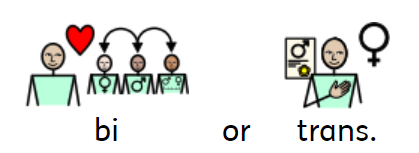 bi or trans.